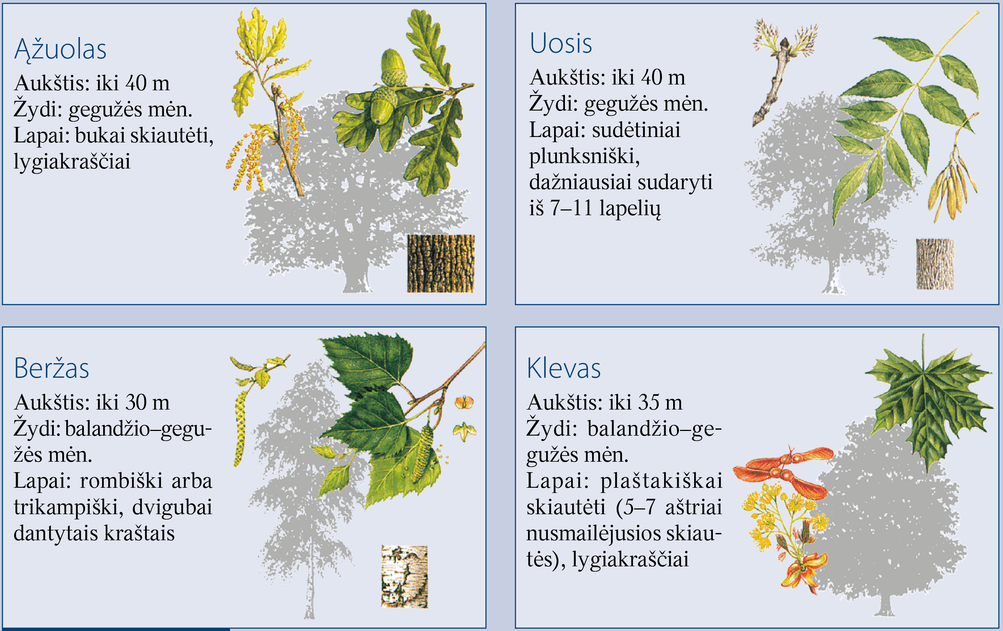 Ąžuolas
Aukštis: iki 40 m
Žydi: gegužės mėn.
Lapai: bukai skiautėti,
lygiakraščiai
Uosis
Aukštis: iki 40 m
Žydi: gegužės mėn.
Lapai: sudėtiniai
plunksniški,
dažniausiai sudaryti
iš 7–11 lapelių
Beržas
Aukštis: iki 30 m
Žydi: balandžio–gegu-
žės mėn.
Lapai: rombiški arba
trikampiški, dvigubai
dantytais kraštais
Klevas
Aukštis: iki 35 m
Žydi: balandžio–ge-
gužės mėn.
Lapai: plaštakiškai
skiautėti (5–7 aštriai
nusmailėjusios skiau-
tės), lygiakraščiai